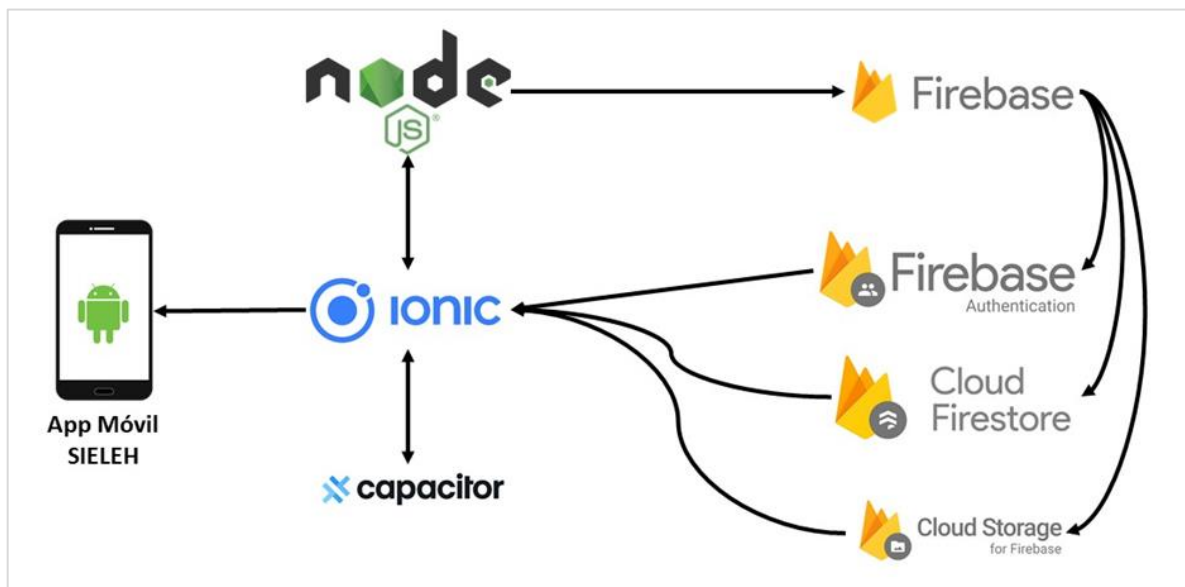 node
JS®
Firebase
App Móvil
SIELEH
IONIC
Firebase
Authentication
Cloud
Firestore
capacitor
Cloud Storage
for Firebase